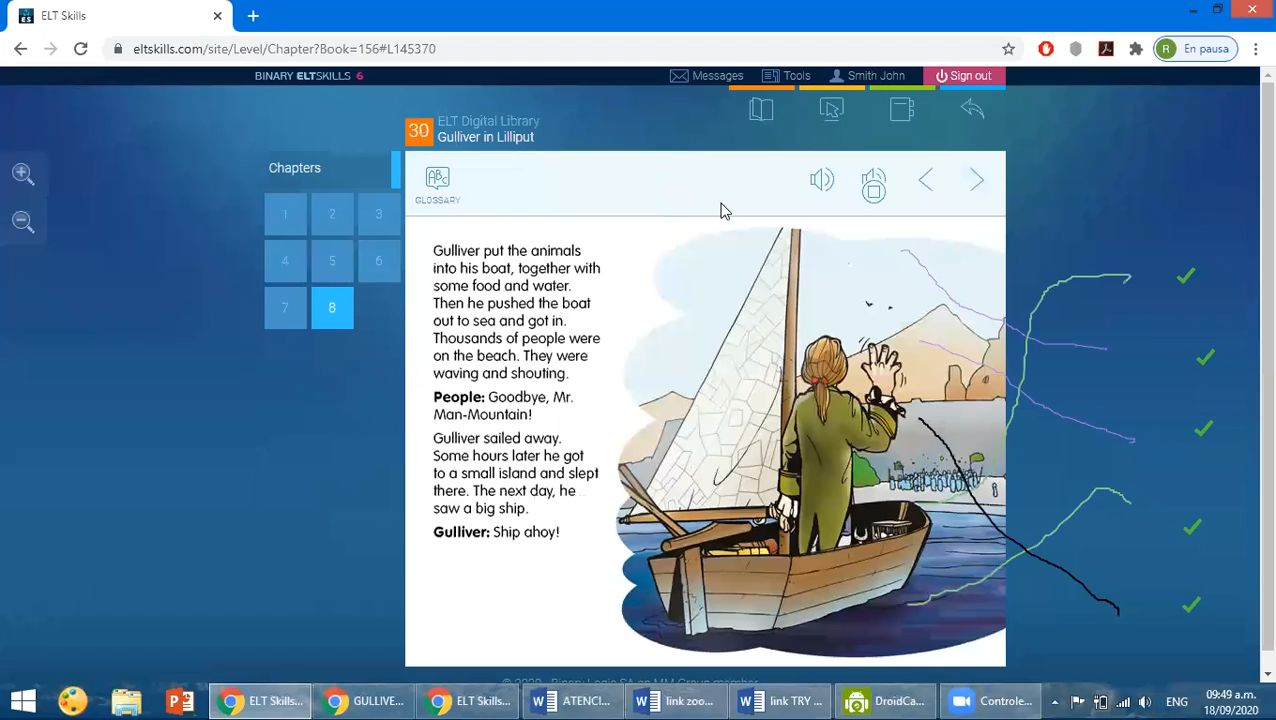 ELT Skills
eltskills.com/site/Level/Chapter?Book=156#L145370
R En pausa
BINARY ELTSKILLS 6
Messages
Tools
Smith John
Sign out
30
ELT Digital Library
Gulliver in Lilliput
Chapters
1 2 3
4 5 6
7 8
ABC
GLOSSARY
Gulliver put the animals
into his boat, together with
some food and water.
Then he pushed the boat
out to sea and got in.
Thousands of people were
on the beach. They were
waving and shouting.
People: Goodbye, Mr.
Man-Mountain!
Gulliver sailed away.
Some hours later he got
to a small island and slept
there. The next day, he
saw a big ship.
Gulliver: Ship ahoy!
ELT Skills...
GULLIVE...
ELT Skills...
ATENCI...
link zoo...
link TRY ...
DroidCa...
Controle...
ENG
09:49 a.m.
18/09/2020